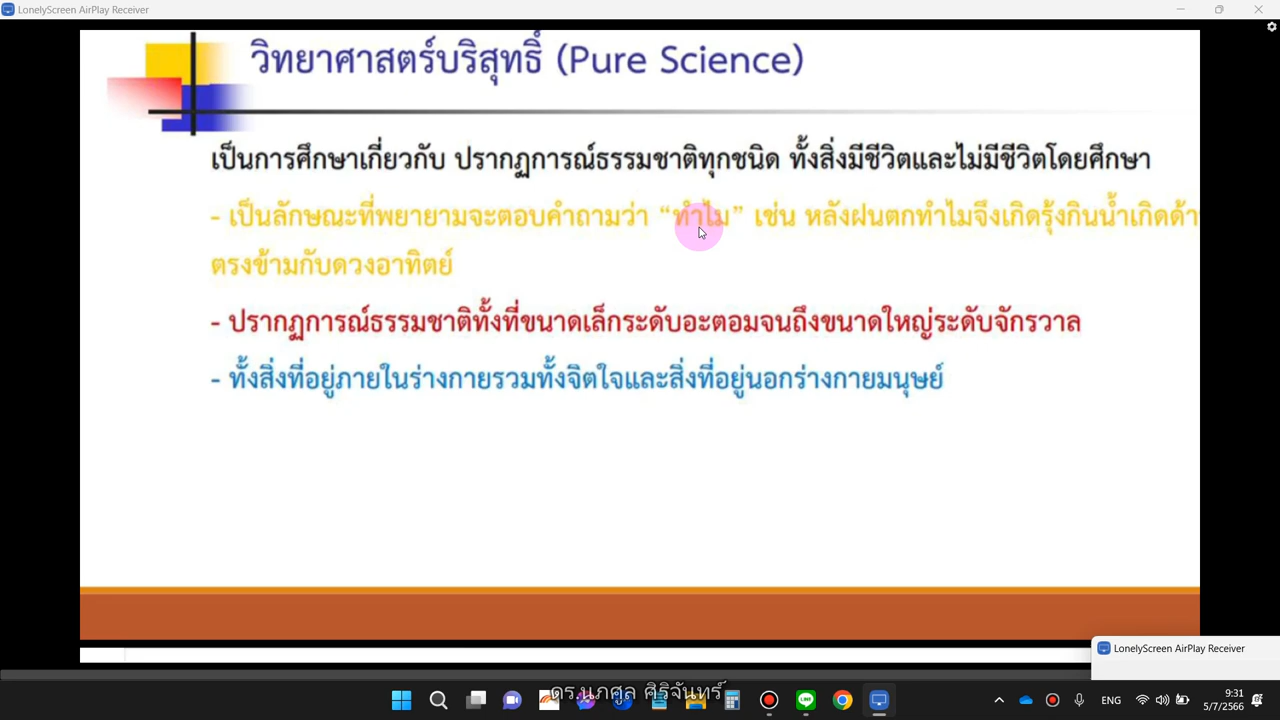 LonelyScreen AirPlay Receiver
วิทยาศาสตร์บริสุทธิ์ (Pure Science)
เป็นการศึกษาเกี่ยวกับ ปรากฏการณ์ธรรมชาติทุกชนิด ทั้งสิ่งมีชีวิตและไม่มีชีวิตโดยศึกษา
- เป็นลักษณะที่พยายามจะตอบคำถามว่า “ทำไม” เช่น หลังฝนตกทำไมจึงเกิดรุ้งกินน้ำเกิดด้า
ตรงข้ามกับดวงอาทิตย์
- ปรากฏการณ์ธรรมชาติทั้งที่ขนาดเล็กระดับอะตอมจนถึงขนาดใหญ่ระดับจักรวาล
- ทั้งสิ่งที่อยู่ภายในร่างกายรวมทั้งจิตใจและสิ่งที่อยู่นอกร่างกายมนุษย์
LonelyScreen AirPlay Receiver
ดร.นภศูล ศิริจันทร์
ENG
9:31
5/7/2566